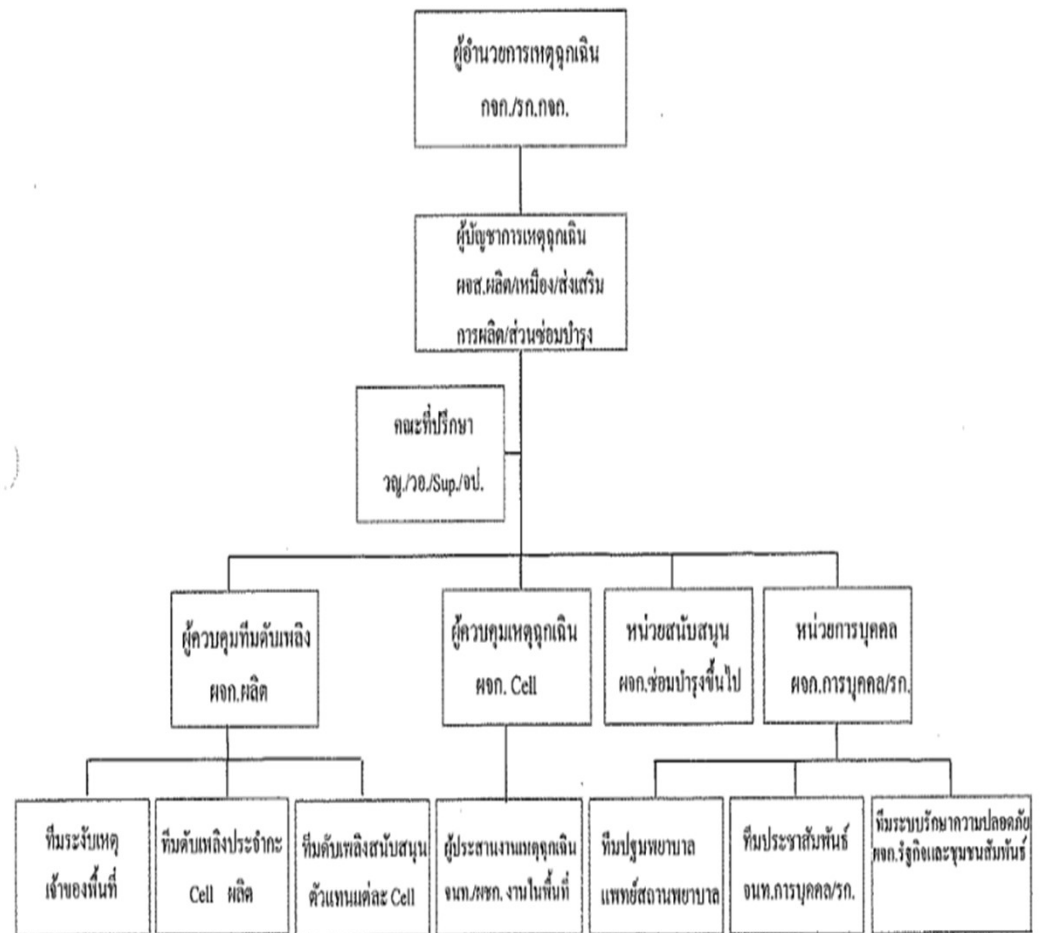 ผู้อำนวยการเหตุฉุกเฉิน
กจก./รก.กจก.
ผู้บัญชาการเหตุฉุกเฉิน
ผจส.ผลิต/เหมือง/ส่งเสริม
การผลิต/ส่วนซ่อมบำรุง
คณะที่ปรึกษา
วญ./วอ./Sup./จป.
ผู้ควบคุมทีมดับเพลิง
ผจก.ผลิต
ผู้ควบคุมเหตุฉุกเฉิน
ผจก. Cell
หน่วยสนับสนุน
ผจก.ซ่อมบำรุงขึ้นไป
หน่วยการบุคคล
ผจก.การบุคคล/รก.
ทีมระงับเหตุ
เจ้าของพื้นที่
ทีมดับเพลิงประจำกะ
Cell ผลิต
ทีมดับเพลิงสนับสนุน
ตัวแทนแต่ละ Cell
ผู้ประสานงานเหตุฉุกเฉิน
จนท./ผชก. งานในพื้นที่
ทีมปฐมพยาบาล
แพทย์สถานพยาบาล
ทีมประชาสัมพันธ์
จนท.การบุคคล/รก.
ทีมระบบรักษาความปลอดภัย
ผจก.รัฐกิจและชุมชนสัมพันธ์